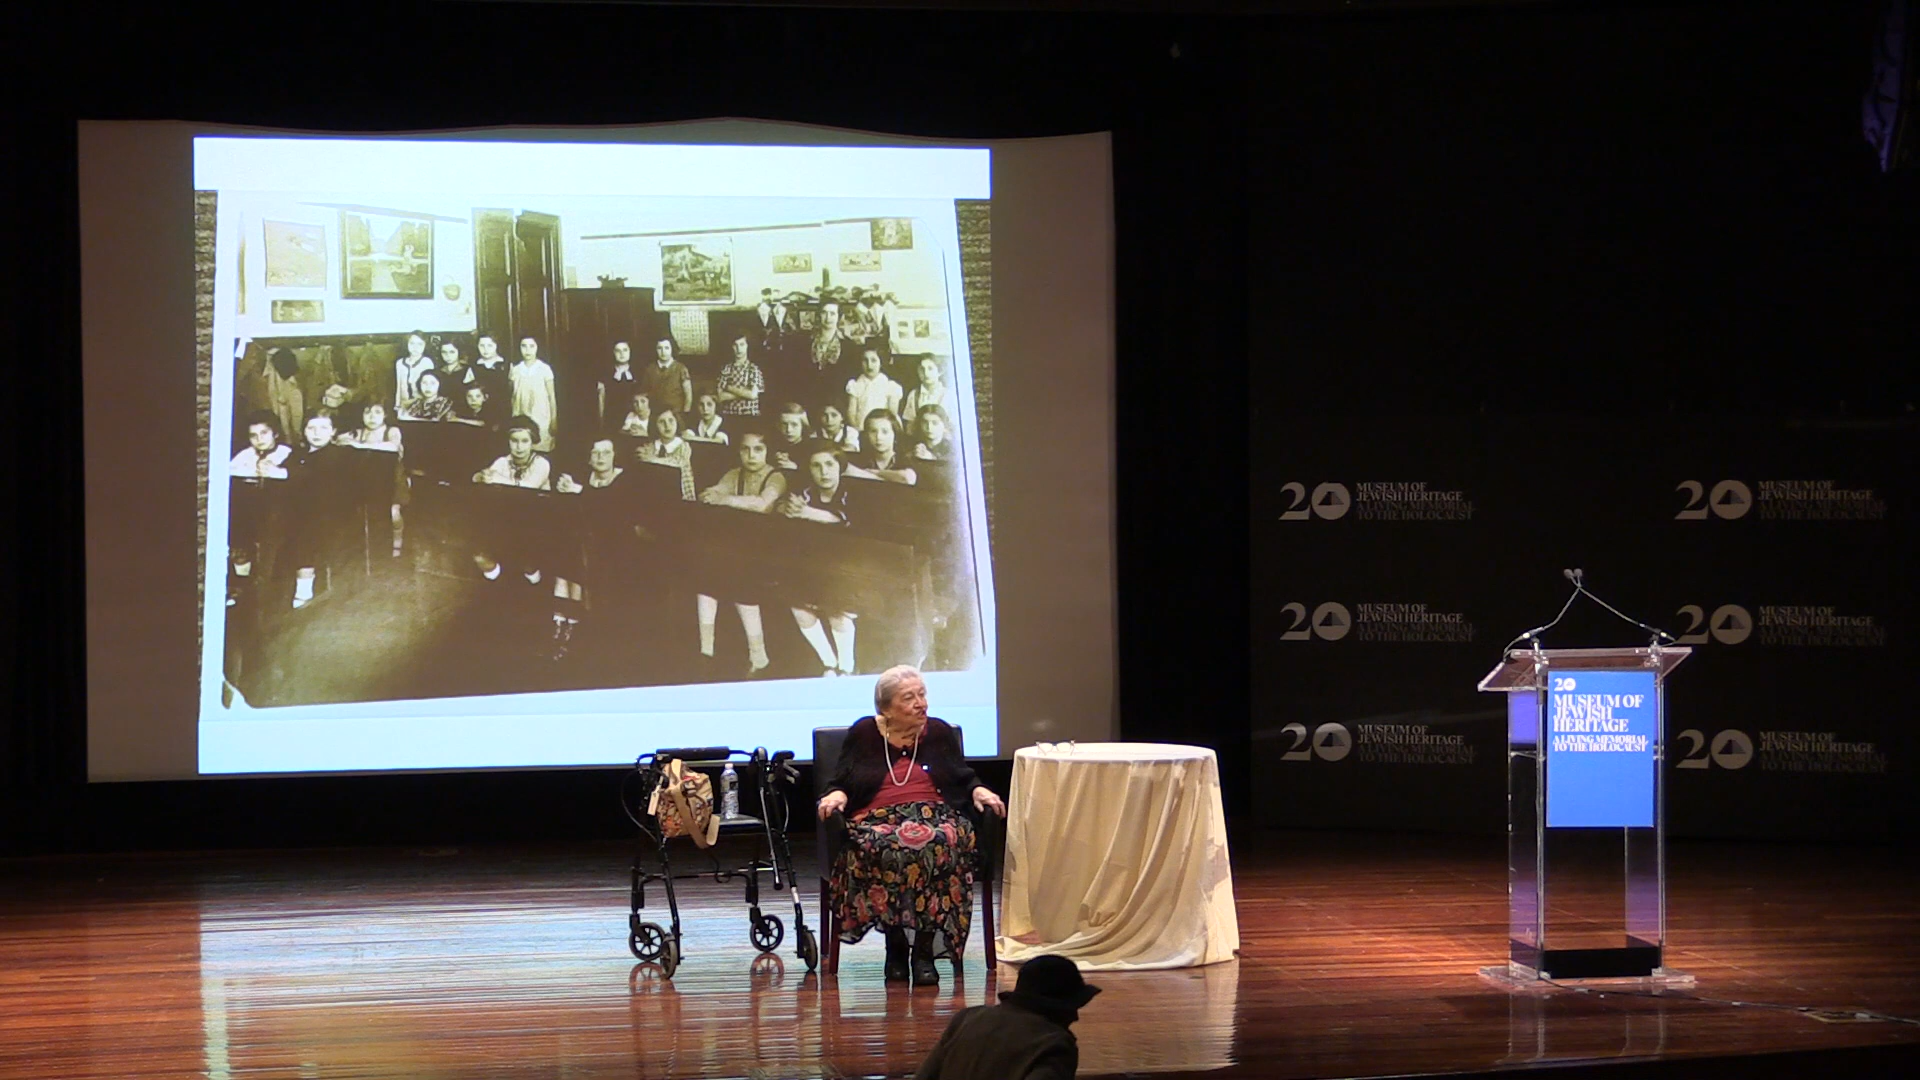 20 MUSEUM OF
JEWISH HERITAGE
A LIVING MEMORIAL
TO THE HOLOCAUST
20 MUSEUM OF
JEWISH HERITAGE
A LIVING MEMORIAL
TO THE HOLOCAUST
20 MUSEUM OF
JEWISH HERITAGE
A LIVING MEMORIAL
TO THE HOLOCAUST
20 MUSEUM OF
JEWISH HERITAGE
A LIVING MEMORIAL
TO THE HOLOCAUST
20 MUSEUM OF
JEWISH HERITAGE
A LIVING MEMORIAL
TO THE HOLOCAUST
20 MUSEUM OF
JEWISH HERITAGE
A LIVING MEMORIAL
TO THE HOLOCAUST
20
MUSEUM OF
JEWISH
HERITAGE
A LIVING MEMORIAL
TO THE HOLOCAUST